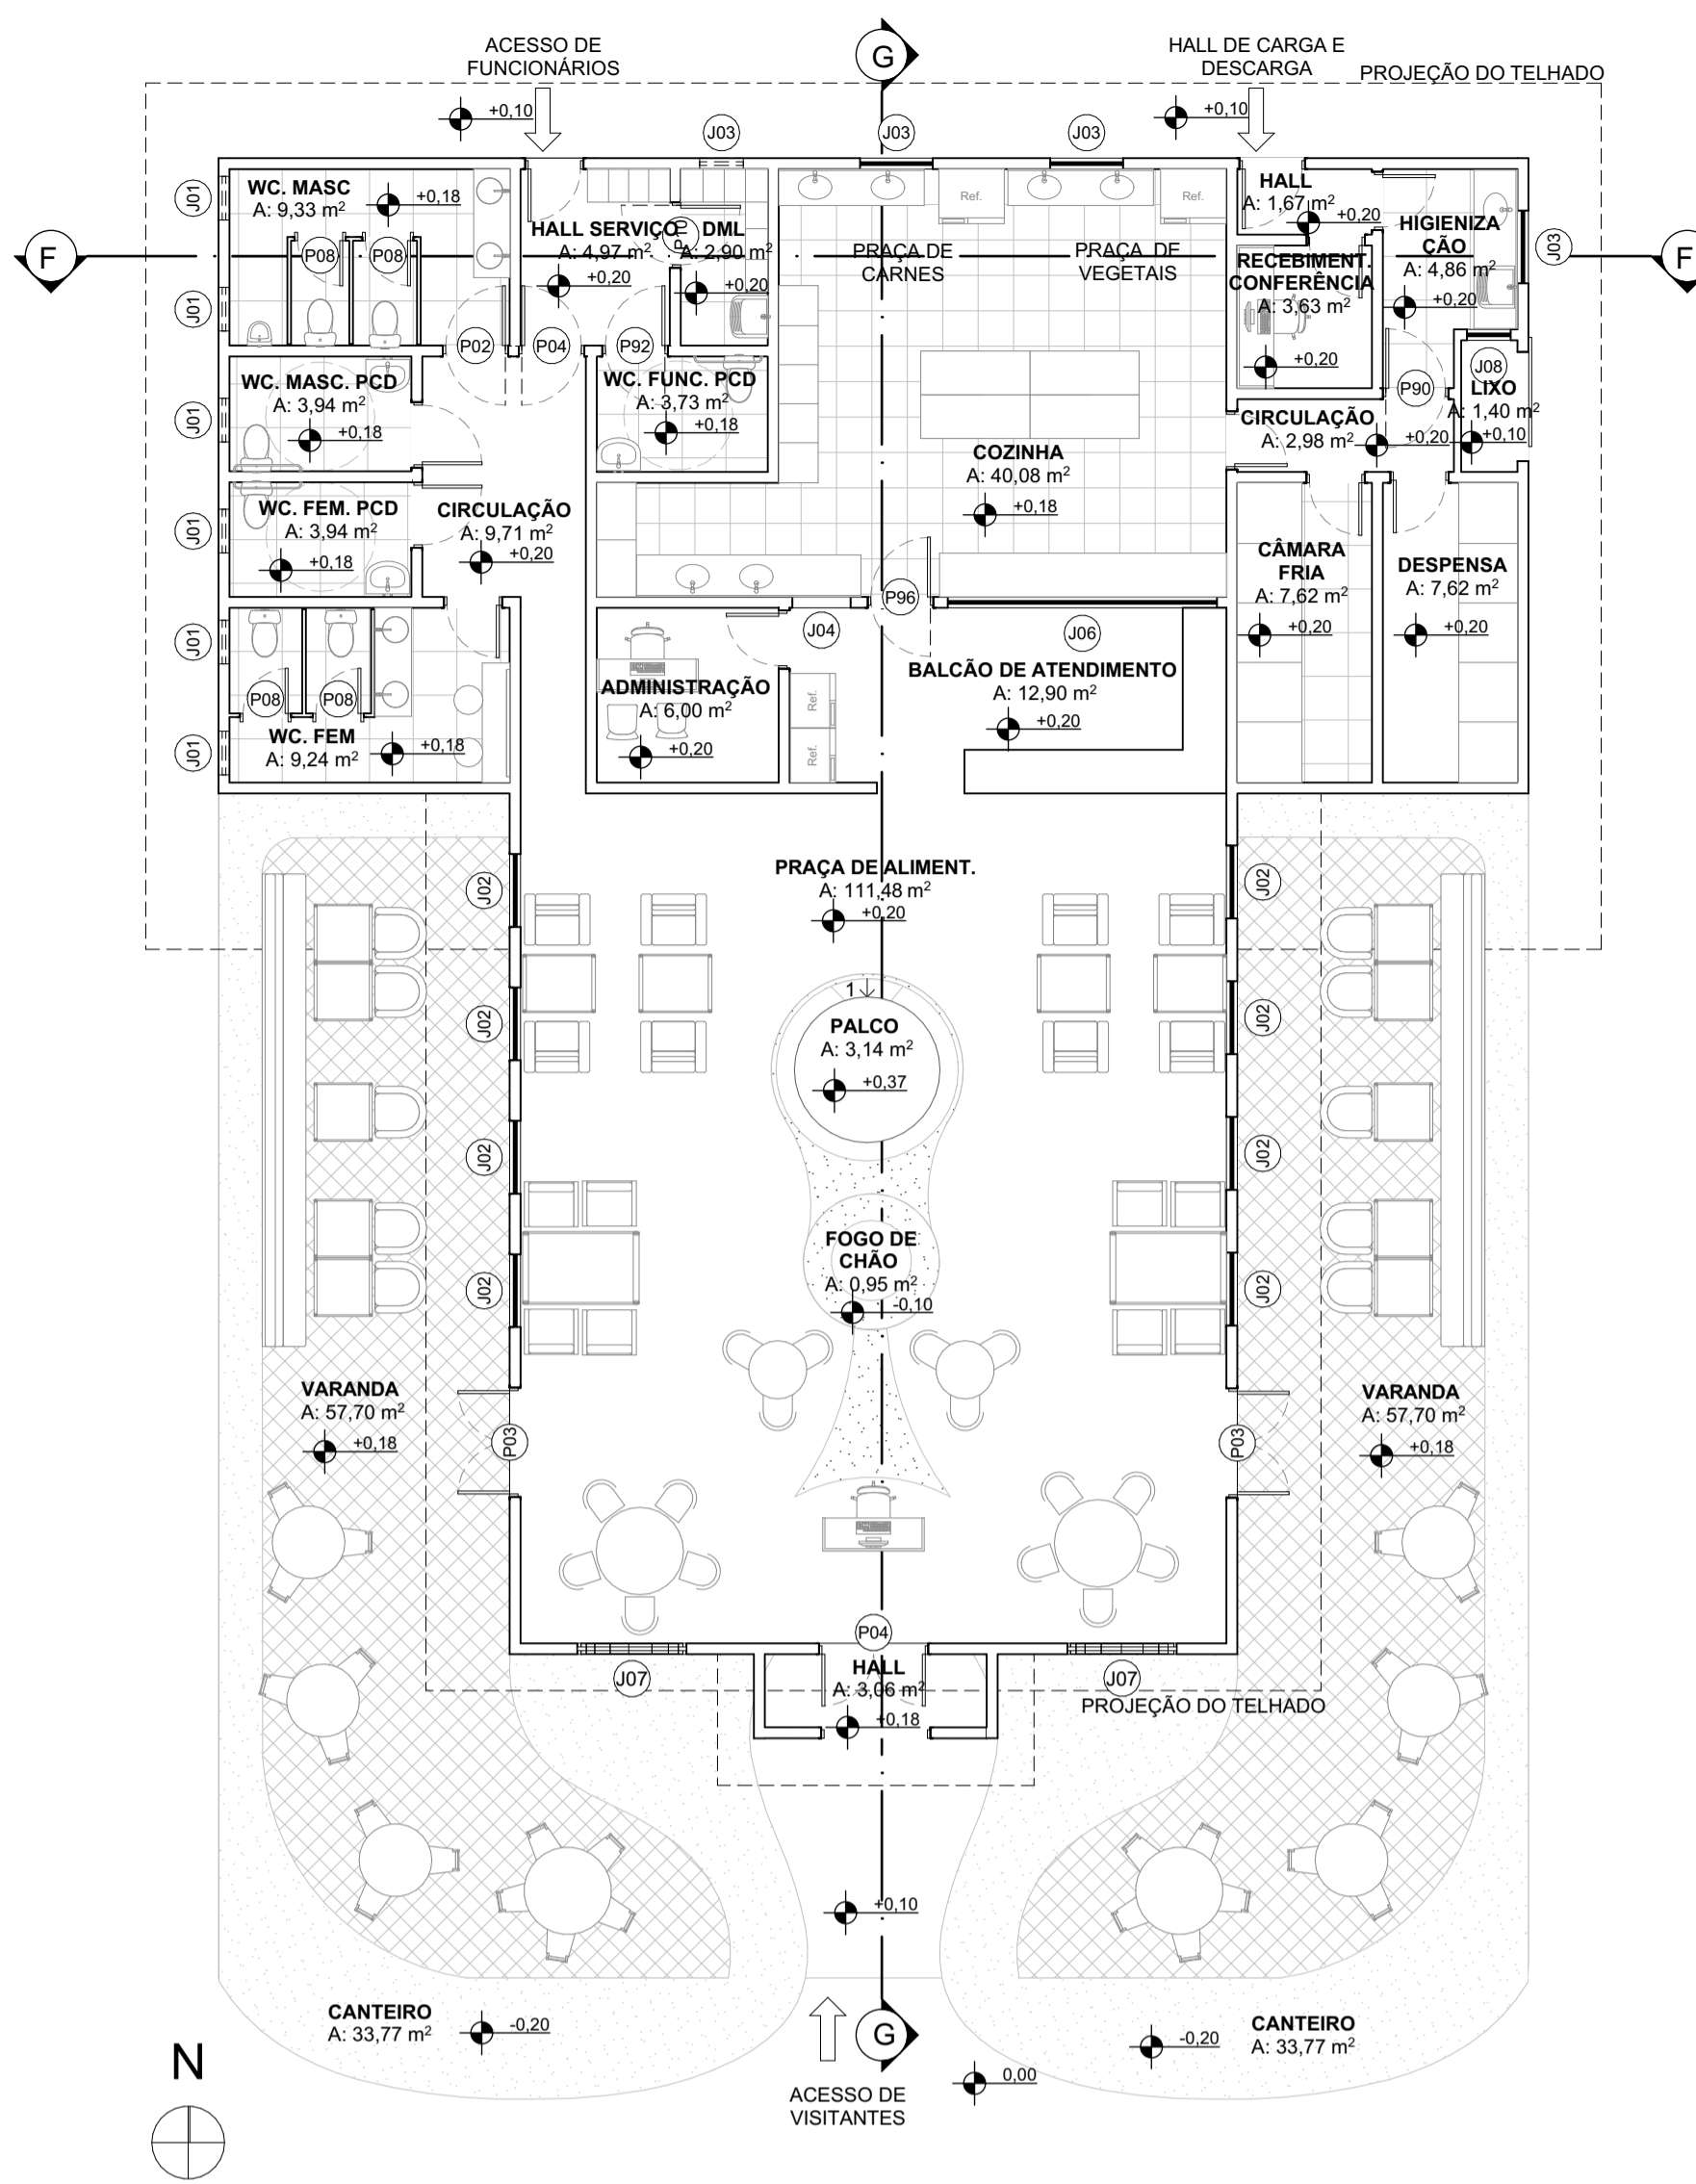 ACESSO DE
FUNCIONÁRIOS
G
HALL DE CARGA E
DESCARGA
PROJEÇÃO DO TELHADO
+0,10
+0,10
J03
J03
J03
J01
WC. MASC
A: 9,33 m²
+0,18
P08
P08
J01
HALL SERVIÇO
A: 4,97 m²
+0,20
P10
DML
A: 2,90 m²
+0,20
Ref.
Ref.
PRAÇA DE
CARNES
PRAÇA DE
VEGETAIS
HALL
A: 1,67 m²
+0,20
HIGIENIZA
ÇÃO
A: 4,86 m²
+0,20
J03
F
F
RECEBIMENT.
CONFERÊNCIA
A: 3,63 m²
+0,20
P02
P04
P92
J08
LIXO
A: 1,40 m²
+0,10
P90
J01
WC. MASC. PCD
A: 3,94 m²
+0,18
WC. FUNC. PCD
A: 3,73 m²
+0,18
CIRCULAÇÃO
A: 2,98 m²
+0,20
COZINHA
A: 40,08 m²
+0,18
J01
WC. FEM. PCD
A: 3,94 m²
+0,18
CIRCULAÇÃO
A: 9,71 m²
+0,20
CÂMARA
FRIA
A: 7,62 m²
+0,20
DESPENSA
A: 7,62 m²
+0,20
P96
J01
J04
J06
P08
P08
ADMINISTRAÇÃO
A: 6,00 m²
+0,20
Ref.
Ref.
BALCÃO DE ATENDIMENTO
A: 12,90 m²
+0,20
WC. FEM
A: 9,24 m²
+0,18
J01
PRAÇA DE ALIMENT.
A: 111,48 m²
+0,20
J02
J02
J02
J02
1
PALCO
A: 3,14 m²
+0,37
J02
J02
FOGO DE
CHÃO
A: 0,95 m²
-0,10
J02
J02
VARANDA
A: 57,70 m²
+0,18
P03
P03
VARANDA
A: 57,70 m²
+0,18
P04
J07
HALL
A: 3,06 m²
+0,18
J07
PROJEÇÃO DO TELHADO
+0,10
CANTEIRO
A: 33,77 m²
-0,20
G
-0,20
CANTEIRO
A: 33,77 m²
N
0,00
ACESSO DE
VISITANTES